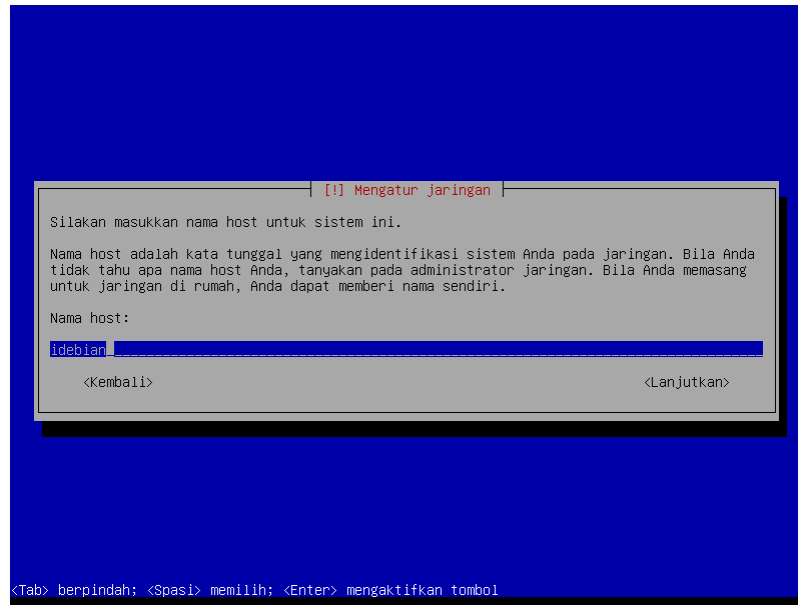 [!] Mengatur jaringan
Silakan masukkan nama host untuk sistem ini.
Nama host adalah kata tunggal yang mengidentifikasi sistem Anda pada jaringan. Bila Anda
tidak tahu apa nama host Anda, tanyakan pada administrator jaringan. Bila Anda memasang
untuk jaringan di rumah, Anda dapat memberi nama sendiri.
Nama host:
idebian
<Kembali> <Lanjutkan>
<Tab> berpindah; <Spasi> memilih; <Enter> mengaktifkan tombol